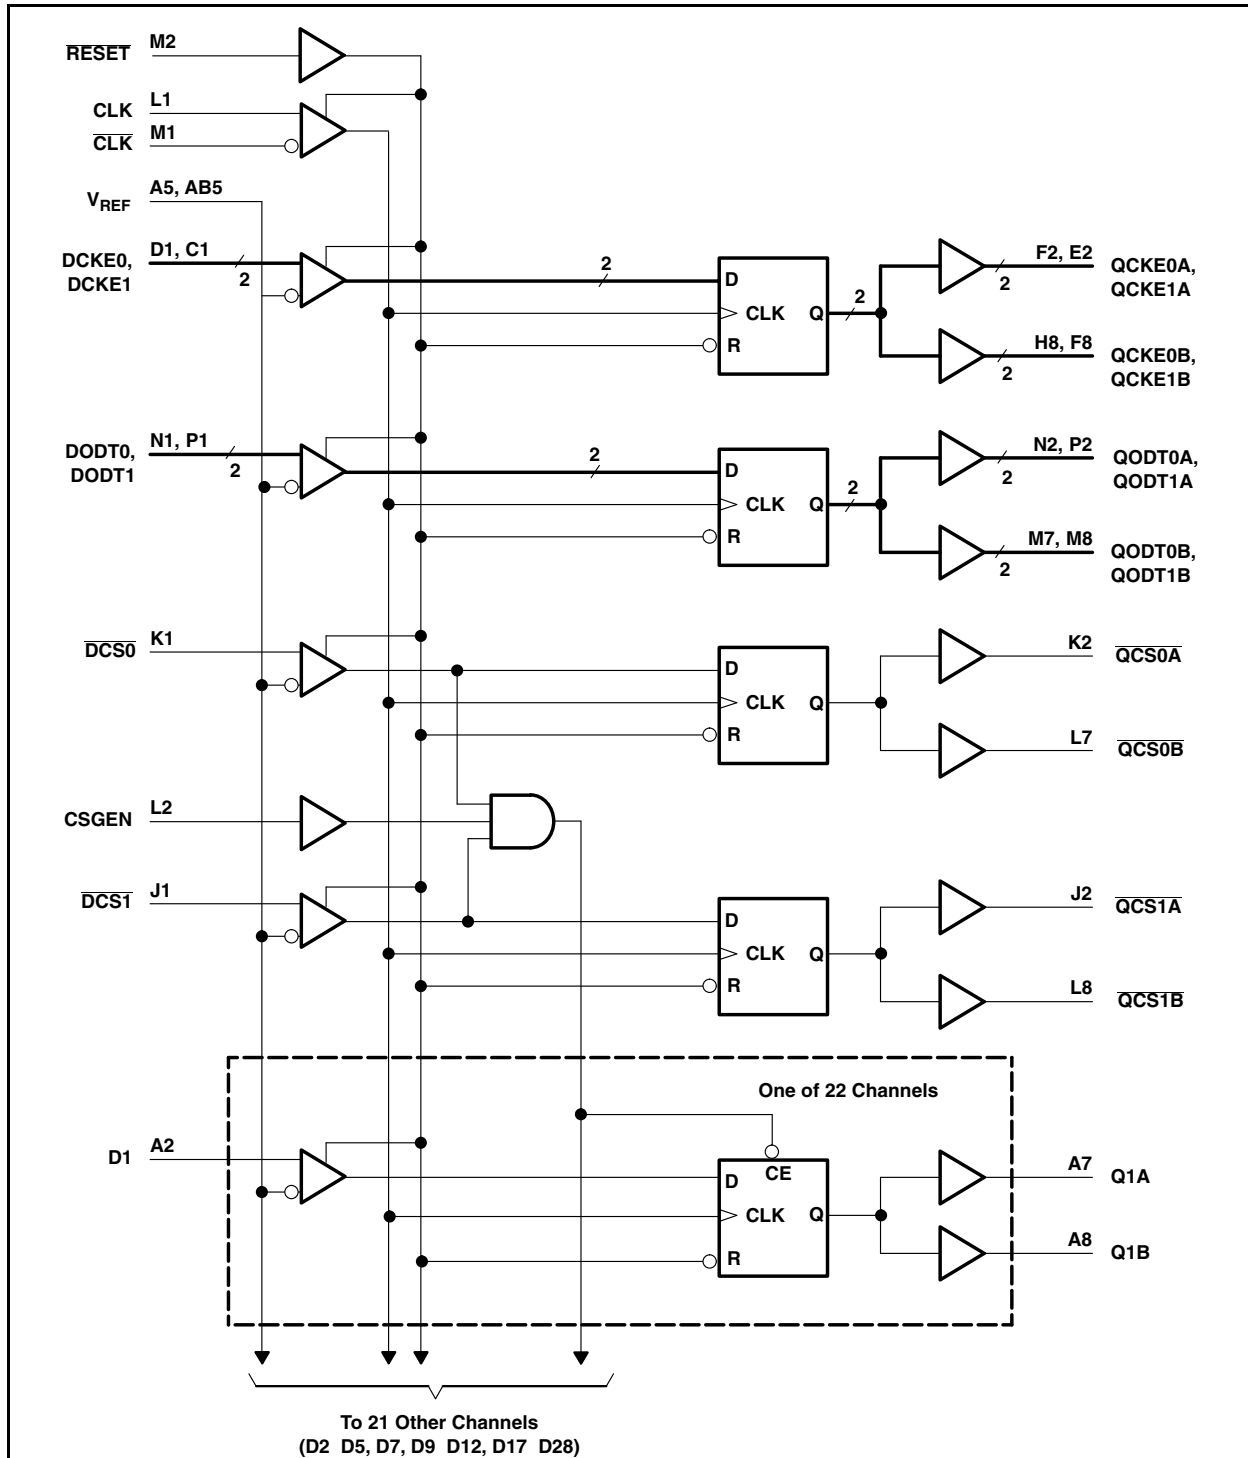 RESET M2
CLK L1
CLK M1
VREF A5, AB5
DCKE0, D1, C1
DCKE1 2
2
D
CLK Q
R
2
F2, E2 QCKE0A,
2 QCKE1A
H8, F8 QCKE0B,
2 QCKE1B
DODT0, N1, P1
DODT1 2
2
D
CLK Q
R
2
N2, P2 QODT0A,
2 QODT1A
M7, M8 QODT0B,
2 QODT1B
DCS0 K1
D
CLK Q
R
K2 QCS0A
L7 QCS0B
CSGEN L2
DCS1 J1
D
CLK Q
R
J2 QCS1A
L8 QCS1B
One of 22 Channels
D1 A2
CE
D
CLK Q
R
A7 Q1A
A8 Q1B
To 21 Other Channels
(D2 D5, D7, D9 D12, D17 D28)